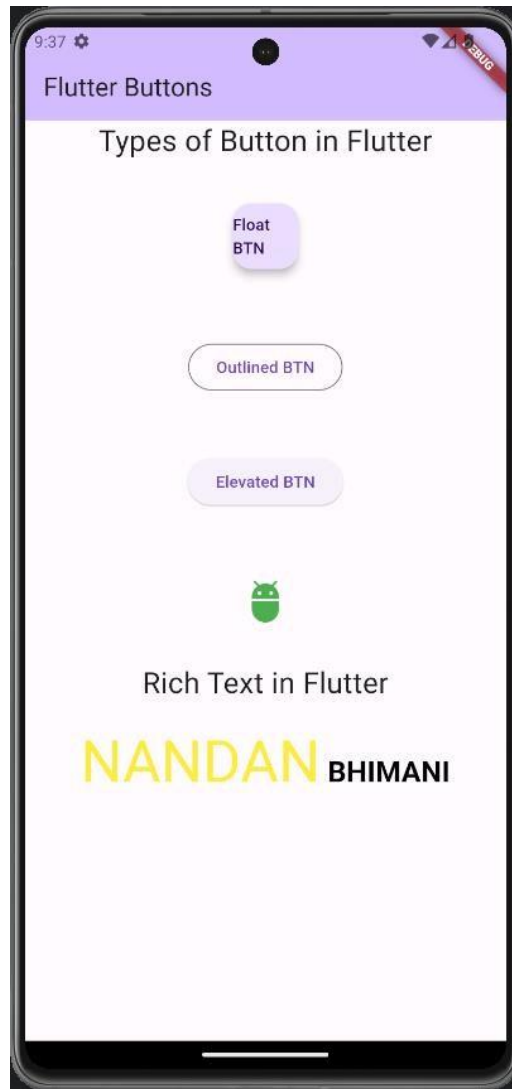 9:37
DEBUG
Flutter Buttons
Types of Button in Flutter
Float
BTN
Outlined BTN
Elevated BTN
Rich Text in Flutter
NANDAN BHIMANI